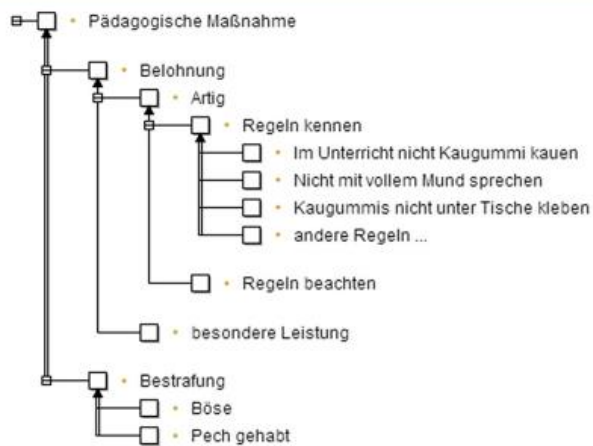 Pädagogische Maßnahme
Belohnung
Artig
Regeln kennen
Im Unterricht nicht Kaugummi kauen
Nicht mit vollem Mund sprechen
Kaugummis nicht unter Tische kleben
andere Regeln ...
Regeln beachten
besondere Leistung
Bestrafung
Böse
Pech gehabt